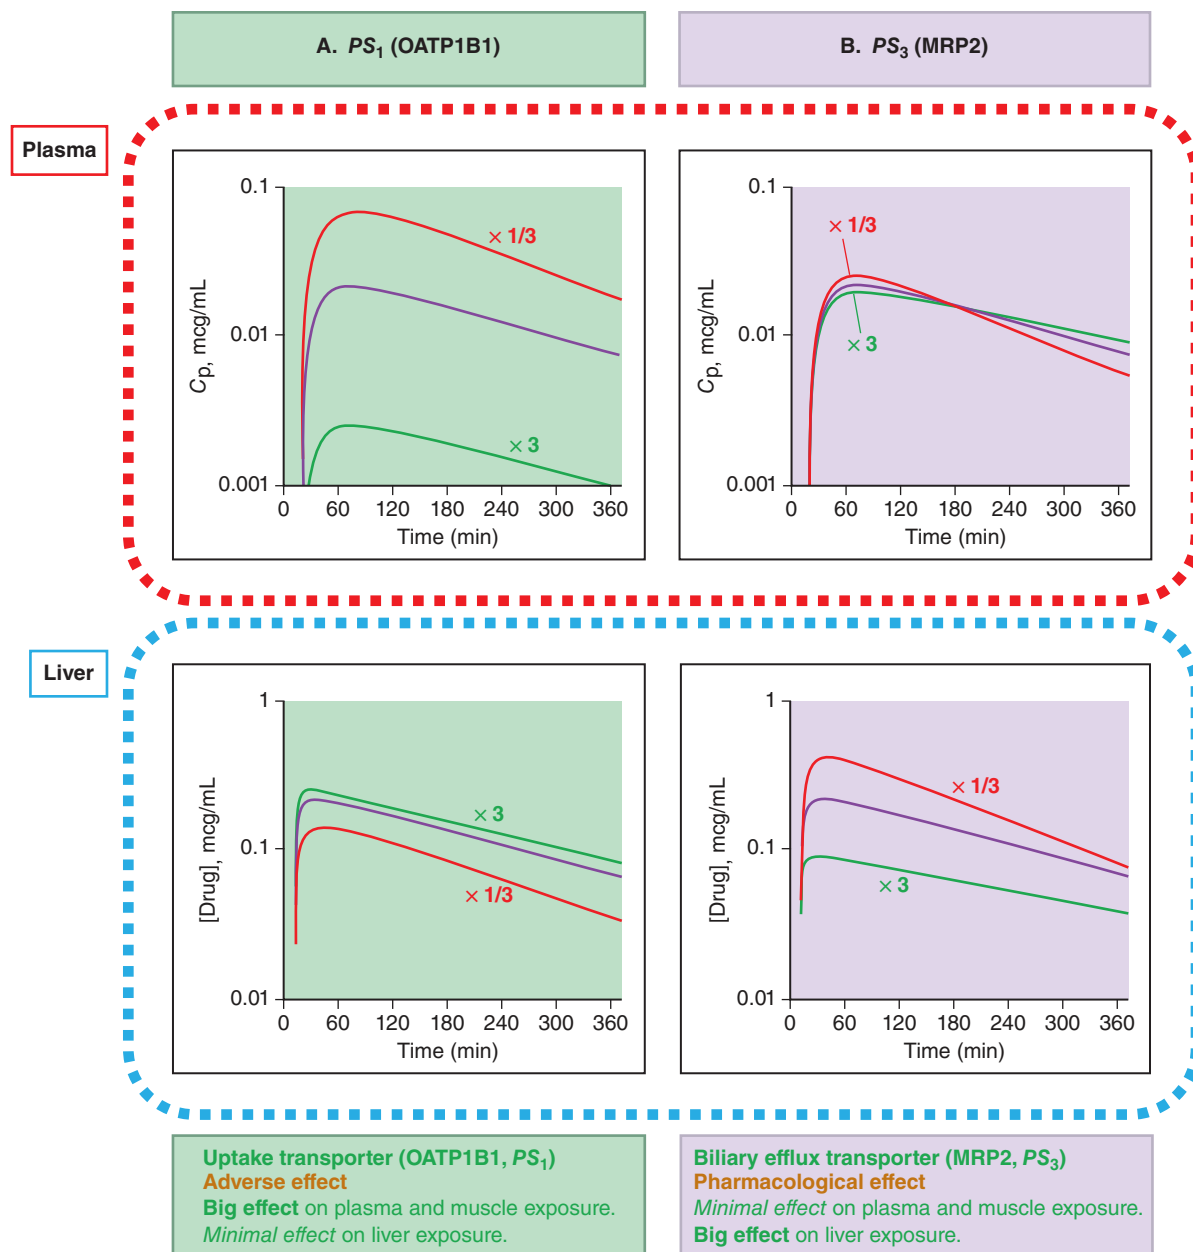 A. PS1 (OATP1B1)
B. PS3 (MRP2)
Plasma
0.1
0.01
0.001
Cp, mcg/mL
× 1/3
× 3
0 60 120 180 240 300 360
Time (min)
0.1
0.01
0.001
Cp, mcg/mL
× 1/3
× 3
0 60 120 180 240 300 360
Time (min)
Liver
1
0.1
0.01
[Drug], mcg/mL
× 3
× 1/3
0 60 120 180 240 300 360
Time (min)
1
0.1
0.01
[Drug], mcg/mL
× 1/3
× 3
0 60 120 180 240 300 360
Time (min)
Uptake transporter (OATP1B1, PS1)
Adverse effect
Big effect on plasma and muscle exposure.
Minimal effect on liver exposure.
Biliary efflux transporter (MRP2, PS3)
Pharmacological effect
Minimal effect on plasma and muscle exposure.
Big effect on liver exposure.